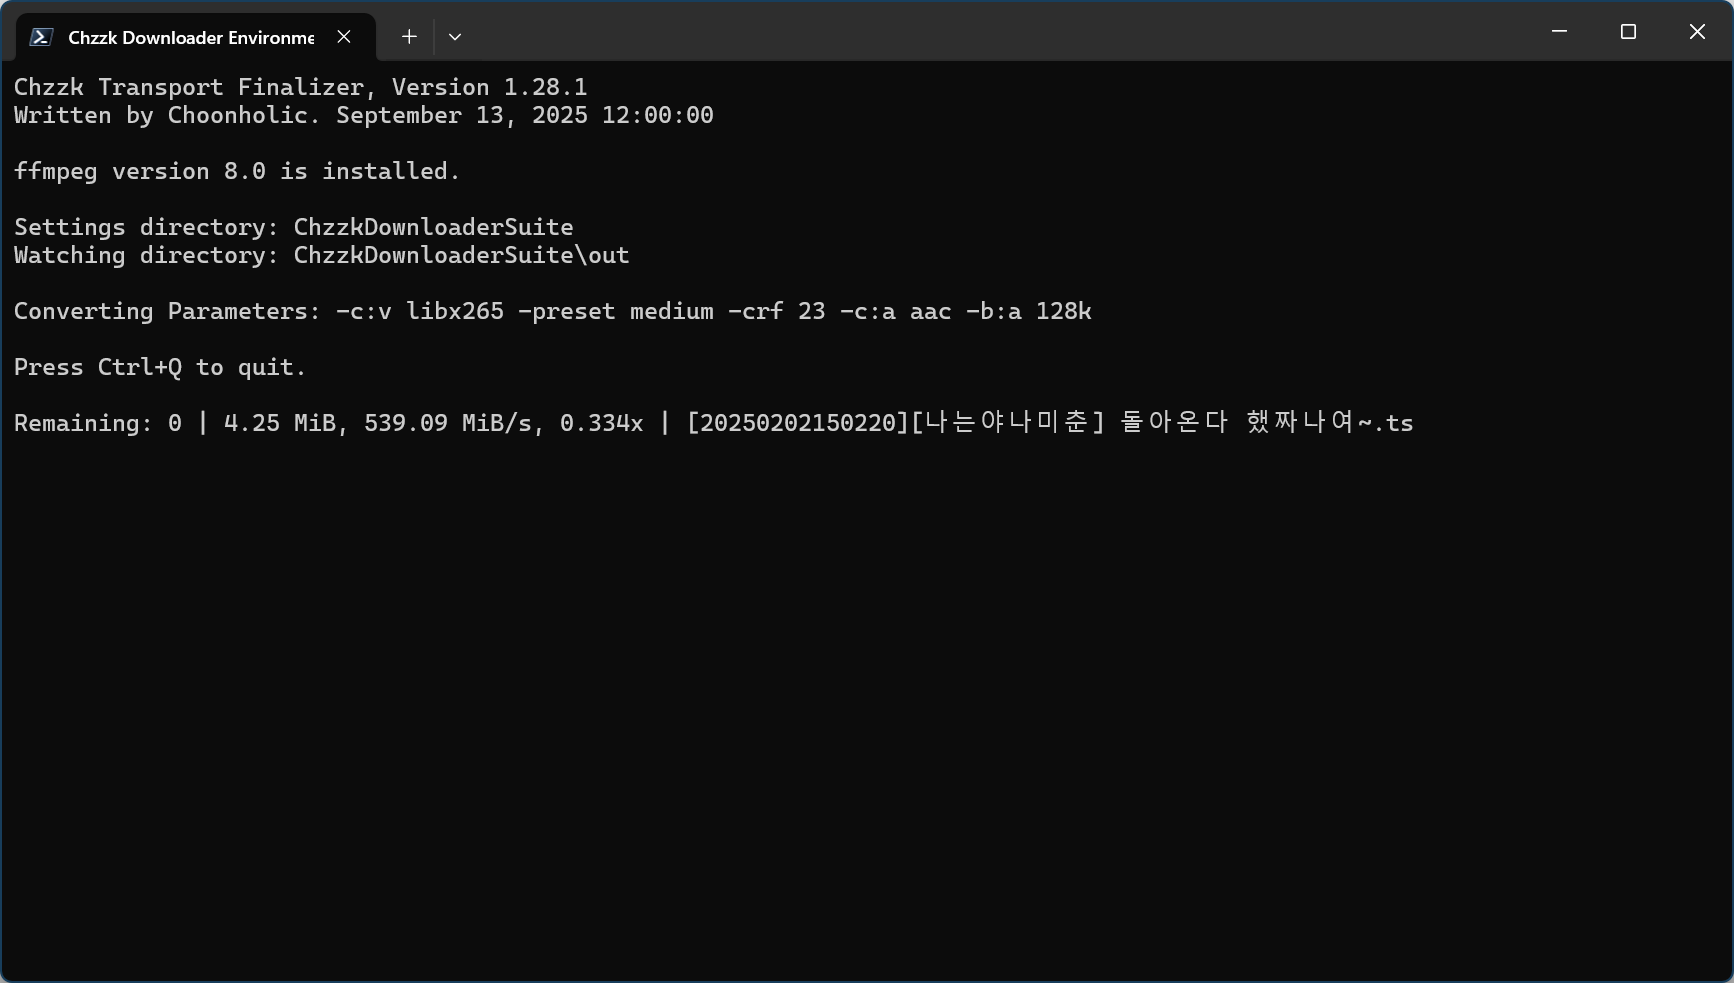 Chzzk Downloader Environme
Chzzk Transport Finalizer, Version 1.28.1
Written by Choonholic. September 13, 2025 12:00:00
ffmpeg version 8.0 is installed.
Settings directory: ChzzkDownloaderSuite
Watching directory: ChzzkDownloaderSuite\out
Converting Parameters: -c:v libx265 -preset medium -crf 23 -c:a aac -b:a 128k
Press Ctrl+Q to quit.
Remaining: 0 | 4.25 MiB, 539.09 MiB/s, 0.334x | [20250202150220][나는야나미춘] 돌아온다 했짜나여~.ts